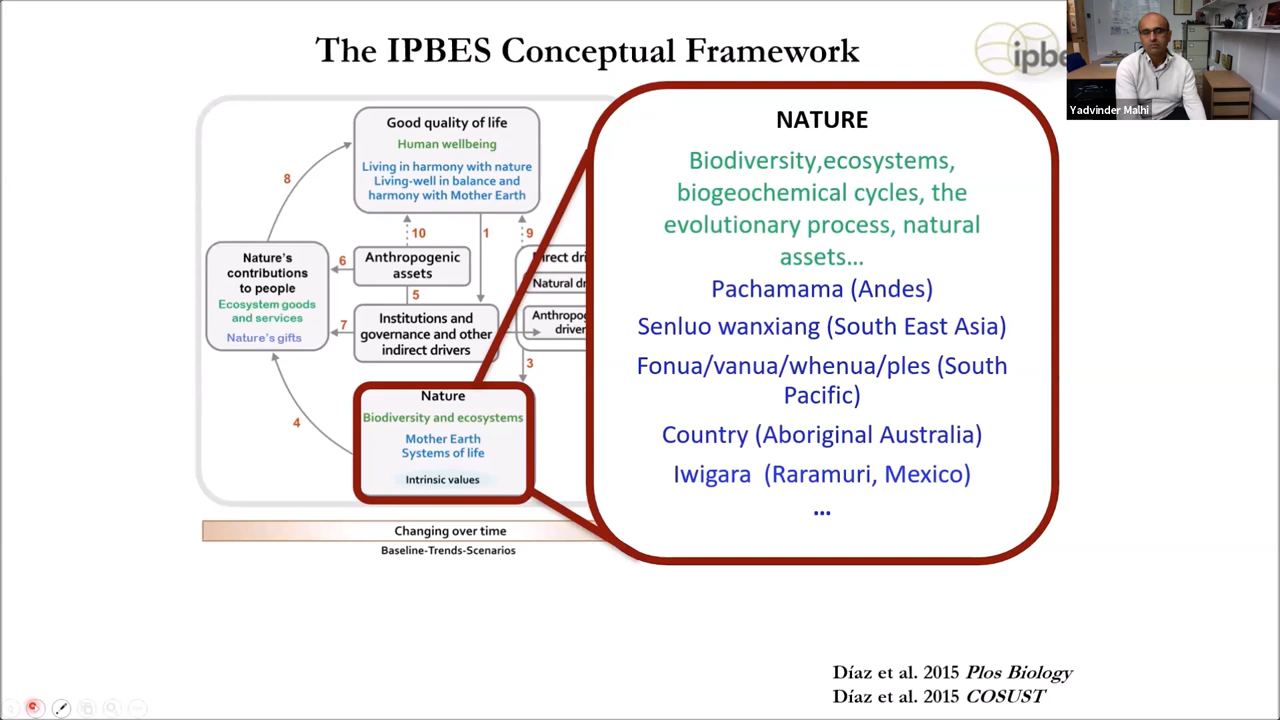 The IPBES Conceptual Framework
Yadvinder Malhi
Good quality of life
Human wellbeing
Living in harmony with nature
Living-well in balance and
harmony with Mother Earth
8
10
1
9
Nature's
contributions
to people
Ecosystem goods
and services
Nature's gifts
6
Anthropogenic
assets
5
7
Institutions and
governance and other
indirect drivers
3
4
Nature
Biodiversity and ecosystems
Mother Earth
Systems of life
Intrinsic values
Changing over time
Baseline-Trends-Scenarios
NATURE
Biodiversity,ecosystems,
biogeochemical cycles, the
evolutionary process, natural
assets…
Pachamama (Andes)
Senluo wanxiang (South East Asia)
Fonua/vanua/whenua/ples (South
Pacific)
Country (Aboriginal Australia)
Iwigara (Raramuri, Mexico)
…
Díaz et al. 2015 Plos Biology
Díaz et al. 2015 COSUST